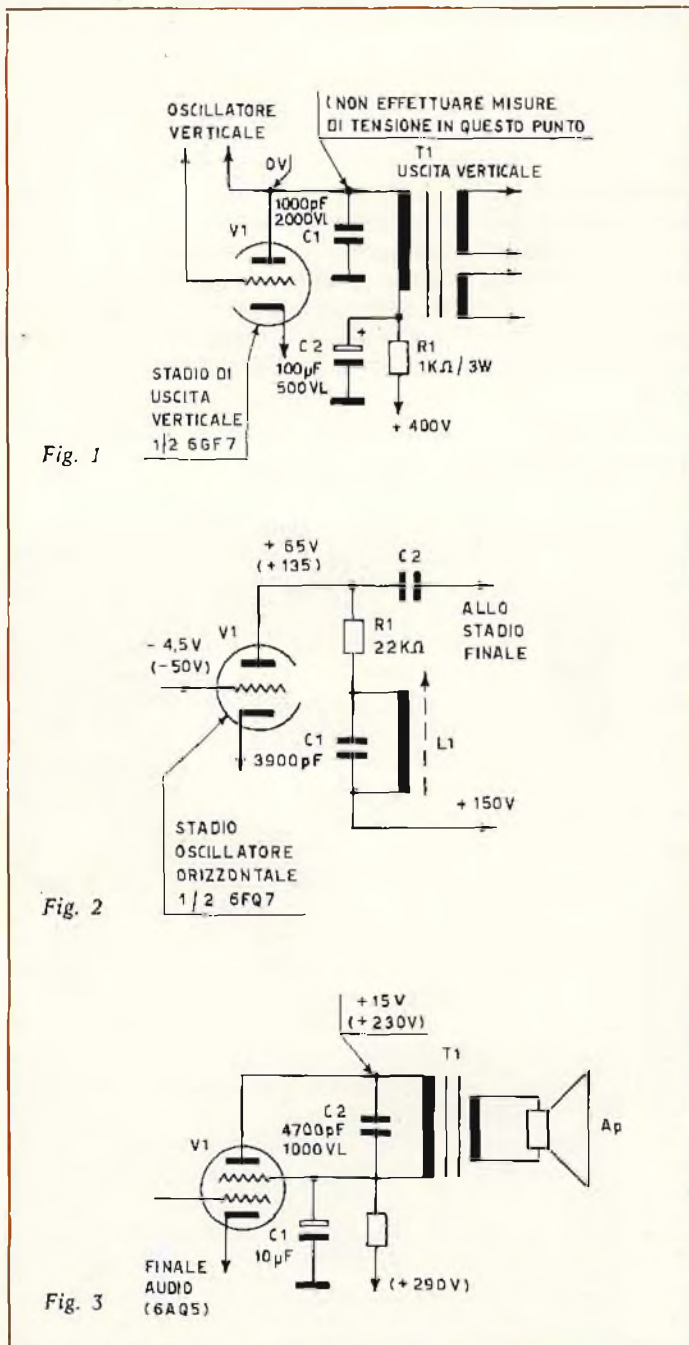 OSCILLATORE
VERTICALE
(NON EFFETTUARE MISURE
DI TENSIONE IN QUESTO PUNTO
T1
USCITA VERTICALE
0V
1000pF
2000VL
C1
V1
C2
+
100µF
500VL
R1
1KΩ/3W
+ 400V
STADIO DI
USCITA
VERTICALE
1/2 6GF7
Fig. 1
+ 65V
(+135)
C2
ALLO
STADIO
FINALE
V1
- 4,5V
(-50V)
R1
22KΩ
C1
3900pF
L1
+ 150V
STADIO
OSCILLATORE
ORIZZONTALE
1/2 6FQ7
Fig. 2
+15V
(+230V)
T1
C2
4700pF
1000VL
Ap
V1
C1
10µF
FINALE
AUDIO
(6AQ5)
(+290V)
Fig. 3